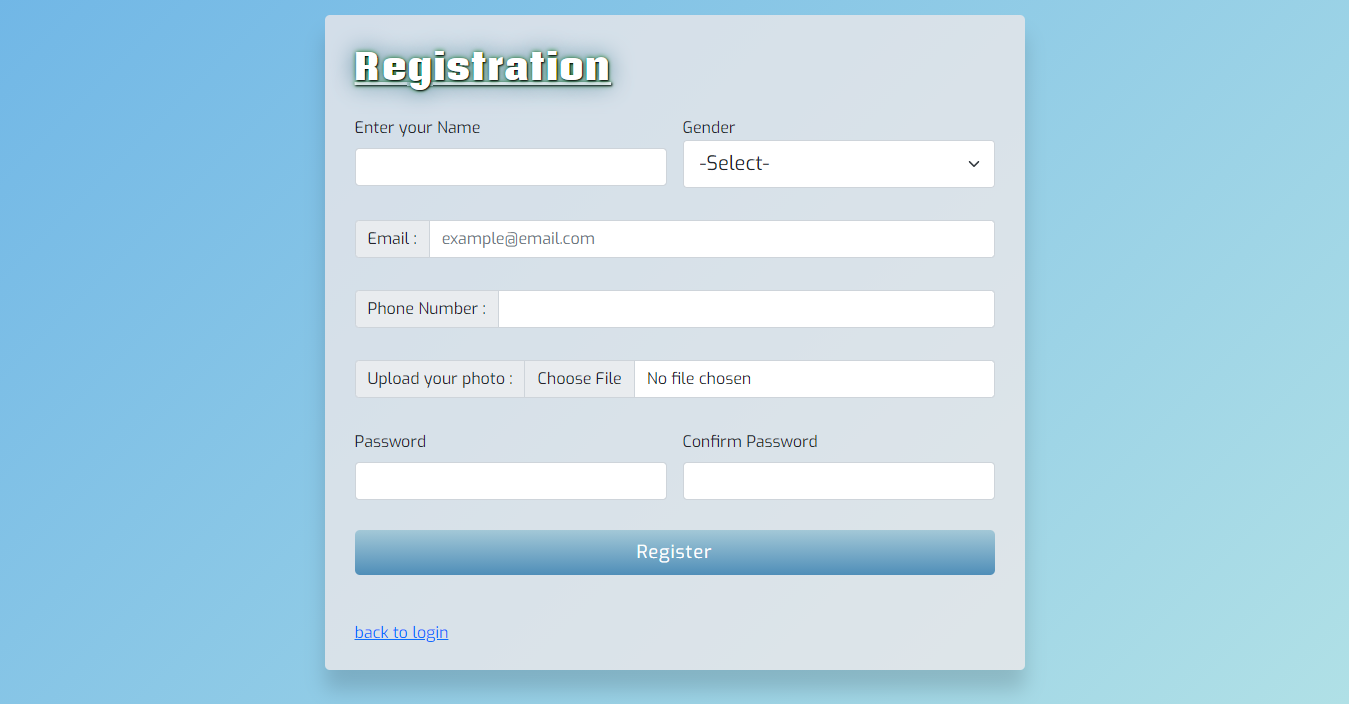 Registration
Enter your Name Gender
-Select-
Email : example@email.com
Phone Number :
Upload your photo : Choose File No file chosen
Password Confirm Password
Register
back to login